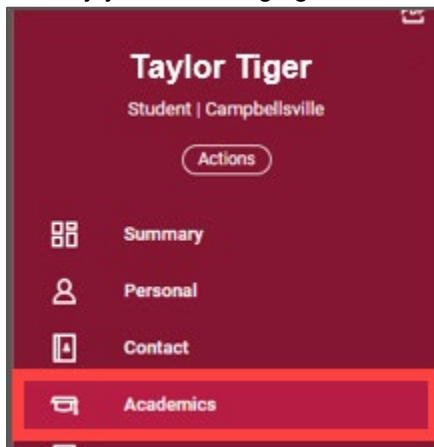 Taylor Tiger
Student | Campbellsville
Actions
Summary
Personal
Contact
Academics